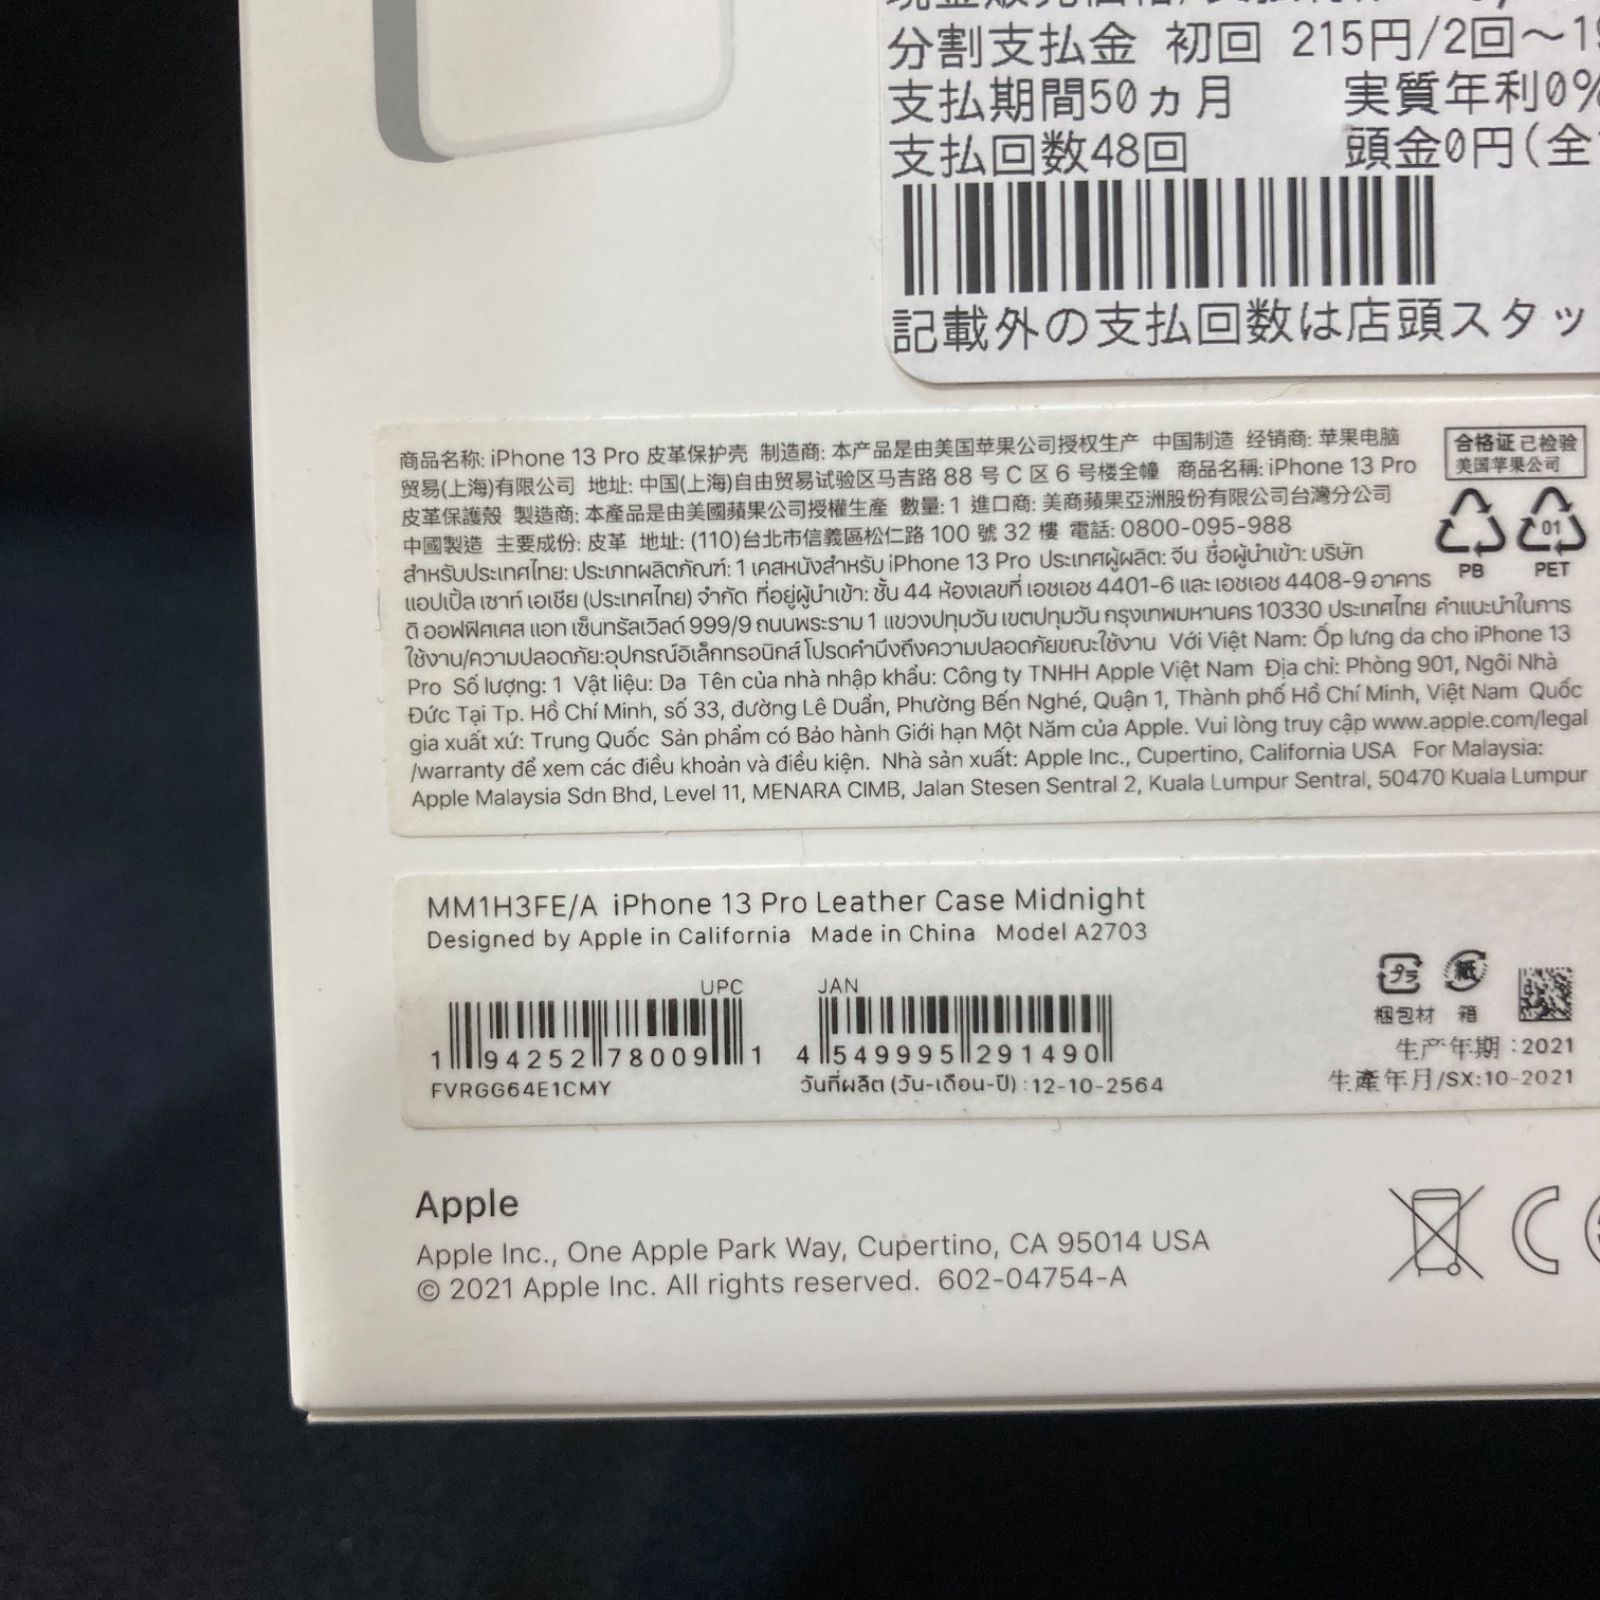 分割支払金 初回 215円/2回〜19
支払期間50ヵ月 実質年利0%
支払回数48回 頭金0円(全
記載外の支払回数は店頭スタッ
商品名称: iPhone 13 Pro 皮革保护壳 制造商: 本产品是由美国苹果公司授权生产 中国制造 经销商: 苹果电脑
贸易(上海)有限公司 地址: 中国(上海)自由贸易试验区马吉路 88 号 C 区 6 号楼全幢 商品名稱: iPhone 13 Pro
皮革保護殼 製造商: 本產品是由美國蘋果公司授權生產 數量: 1 進口商: 美商蘋果亞洲股份有限公司台灣分公司
中國製造 主要成份: 皮革 地址: (110)台北市信義區松仁路 100 號 32 樓 電話: 0800-095-988
สำหรับประเทศไทย: ประเภทผลิตภัณฑ์: 1 เคสหนังสำหรับ iPhone 13 Pro ประเทศผู้ผลิต: จีน ชื่อผู้นำเข้า: บริษัท
แอปเปิ้ล เซาท์ เอเชีย (ประเทศไทย) จำกัด ที่อยู่ผู้นำเข้า: ชั้น 44 ห้องเลขที่ เอชเอช 4401-6 และ เอชเอช 4408-9 อาคาร
ดิ ออฟฟิศเศส แอท เซ็นทรัลเวิลด์ 999/9 ถนนพระราม 1 แขวงปทุมวัน เขตปทุมวัน กรุงเทพมหานคร 10330 ประเทศไทย คำแนะนำในการ
ใช้งาน/ความปลอดภัย:อุปกรณ์อิเล็กทรอนิกส์ โปรดคำนึงถึงความปลอดภัยขณะใช้งาน Với Việt Nam: Ốp lưng da cho iPhone 13
Pro Số lượng: 1 Vật liệu: Da Tên của nhà nhập khẩu: Công ty TNHH Apple Việt Nam Địa chỉ: Phòng 901, Ngôi Nhà
Đức Tại Tp. Hồ Chí Minh, số 33, đường Lê Duẩn, Phường Bến Nghé, Quận 1, Thành phố Hồ Chí Minh, Việt Nam Quốc
gia xuất xứ: Trung Quốc Sản phẩm có Bảo hành Giới hạn Một Năm của Apple. Vui lòng truy cập www.apple.com/legal
/warranty để xem các điều khoản và điều kiện. Nhà sản xuất: Apple Inc., Cupertino, California USA For Malaysia:
Apple Malaysia Sdn Bhd, Level 11, MENARA CIMB, Jalan Stesen Sentral 2, Kuala Lumpur Sentral, 50470 Kuala Lumpur
合格证 已检验
美国苹果公司
01
PB PET
MM1H3FE/A iPhone 13 Pro Leather Case Midnight
Designed by Apple in California Made in China Model A2703
UPC JAN
1 94252 78009 1 4 549995 291490
FVRGG64E1CMY
วันที่ผลิต (วัน-เดือน-ปี) : 12-10-2564
プラ 紙
梱包材 箱
生产年期 : 2021
生產年月/SX: 10-2021
Apple
Apple Inc., One Apple Park Way, Cupertino, CA 95014 USA
© 2021 Apple Inc. All rights reserved. 602-04754-A